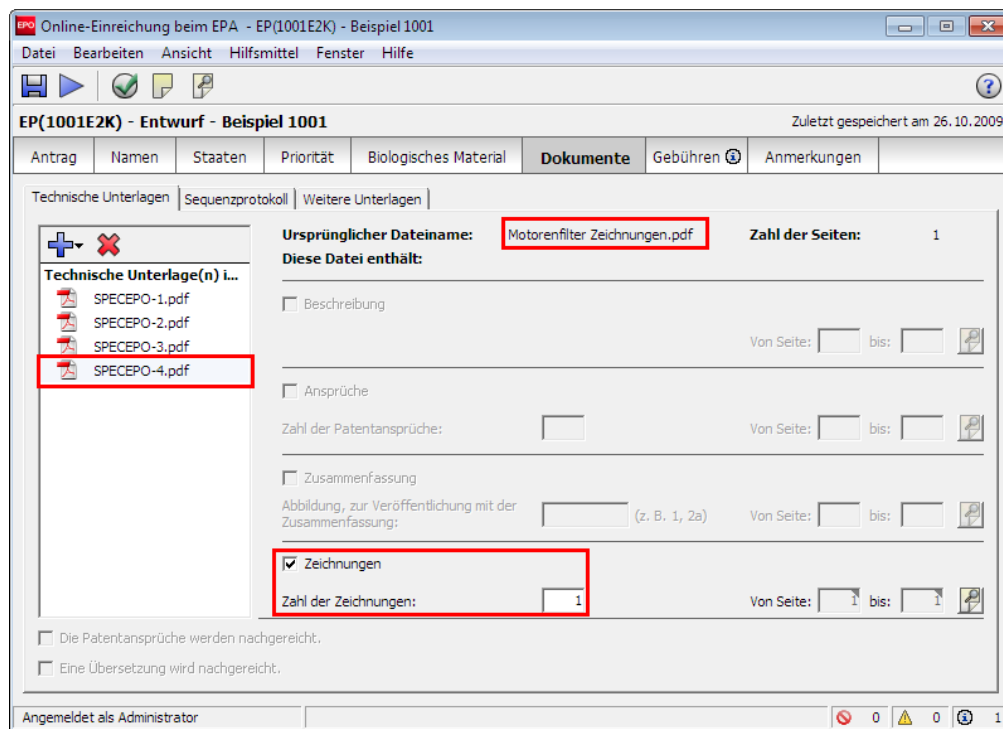 EPO Online-Einreichung beim EPA - EP(1001E2K) - Beispiel 1001
Datei Bearbeiten Ansicht Hilfsmittel Fenster Hilfe
EP(1001E2K) - Entwurf - Beispiel 1001 Zuletzt gespeichert am 26.10.2009
Antrag Namen Staaten Priorität Biologisches Material Dokumente Gebühren Anmerkungen
Technische Unterlagen Sequenzprotokoll Weitere Unterlagen
Ursprünglicher Dateiname: Motorenfilter Zeichnungen.pdf Zahl der Seiten: 1
Diese Datei enthält:
Technische Unterlage(n) i...
SPECEPO-1.pdf
SPECEPO-2.pdf
SPECEPO-3.pdf
SPECEPO-4.pdf
Beschreibung
Von Seite: bis:
Ansprüche
Zahl der Patentansprüche: Von Seite: bis:
Zusammenfassung
Abbildung, zur Veröffentlichung mit der
Zusammenfassung: (z. B. 1, 2a) Von Seite: bis:
Zeichnungen
Zahl der Zeichnungen: 1 Von Seite: 1 bis: 1
Die Patentansprüche werden nachgereicht.
Eine Übersetzung wird nachgereicht.
Angemeldet als Administrator 0 0 1